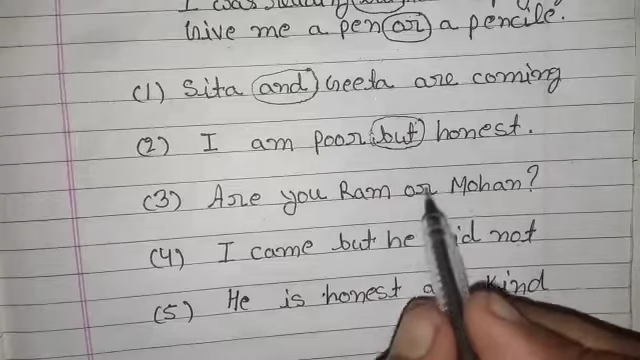 I was
Give me a pen or a pencile.
(1) Sita and Geeta are coming
(2) I am poor but honest.
(3) Are you Ram or Mohan?
(4) I came but he did not
(5) He is honest kind